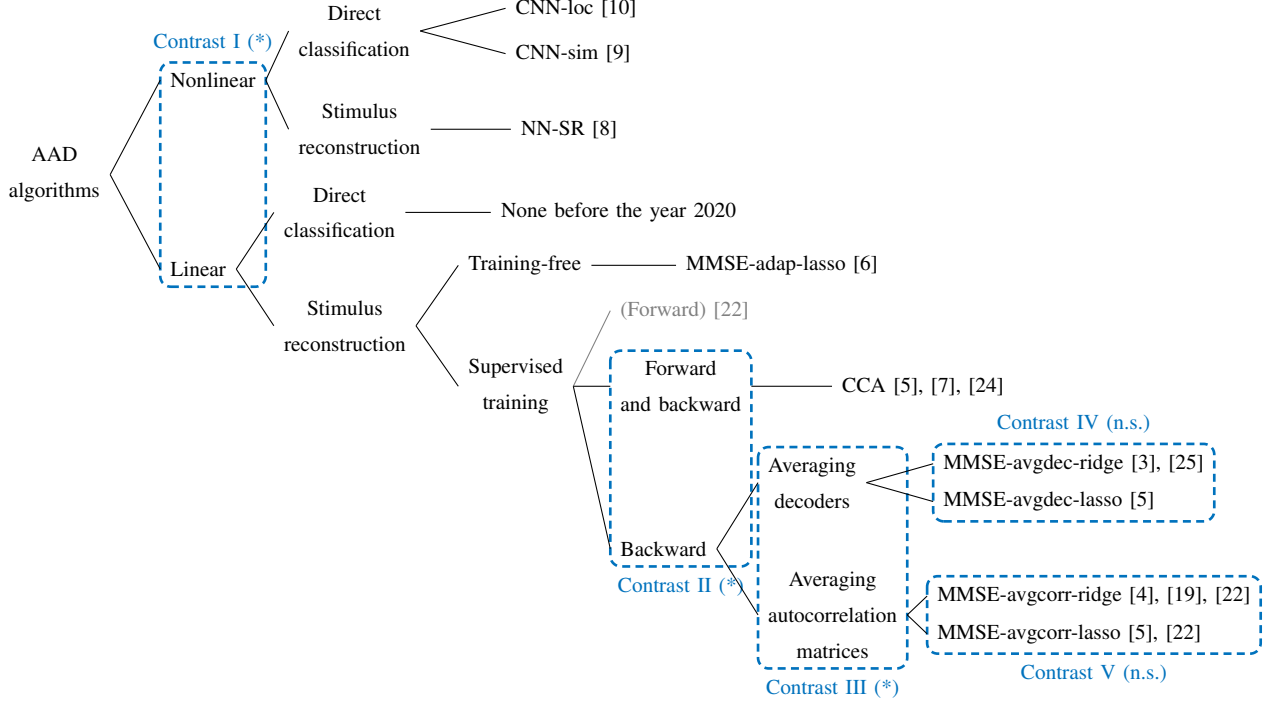 Direct
classification
CNN-loc [10]
CNN-sim [9]
Contrast I (*)
Nonlinear
Stimulus
reconstruction
NN-SR [8]
AAD
algorithms
Direct
classification
None before the year 2020
Linear
Training-free
MMSE-adap-lasso [6]
Stimulus
reconstruction
(Forward) [22]
Supervised
training
Forward
and backward
CCA [5], [7], [24]
Contrast IV (n.s.)
Averaging
decoders
MMSE-avgdec-ridge [3], [25]
MMSE-avgdec-lasso [5]
Backward
Contrast II (*)
Averaging
autocorrelation
matrices
MMSE-avgcorr-ridge [4], [19], [22]
MMSE-avgcorr-lasso [5], [22]
Contrast III (*)
Contrast V (n.s.)